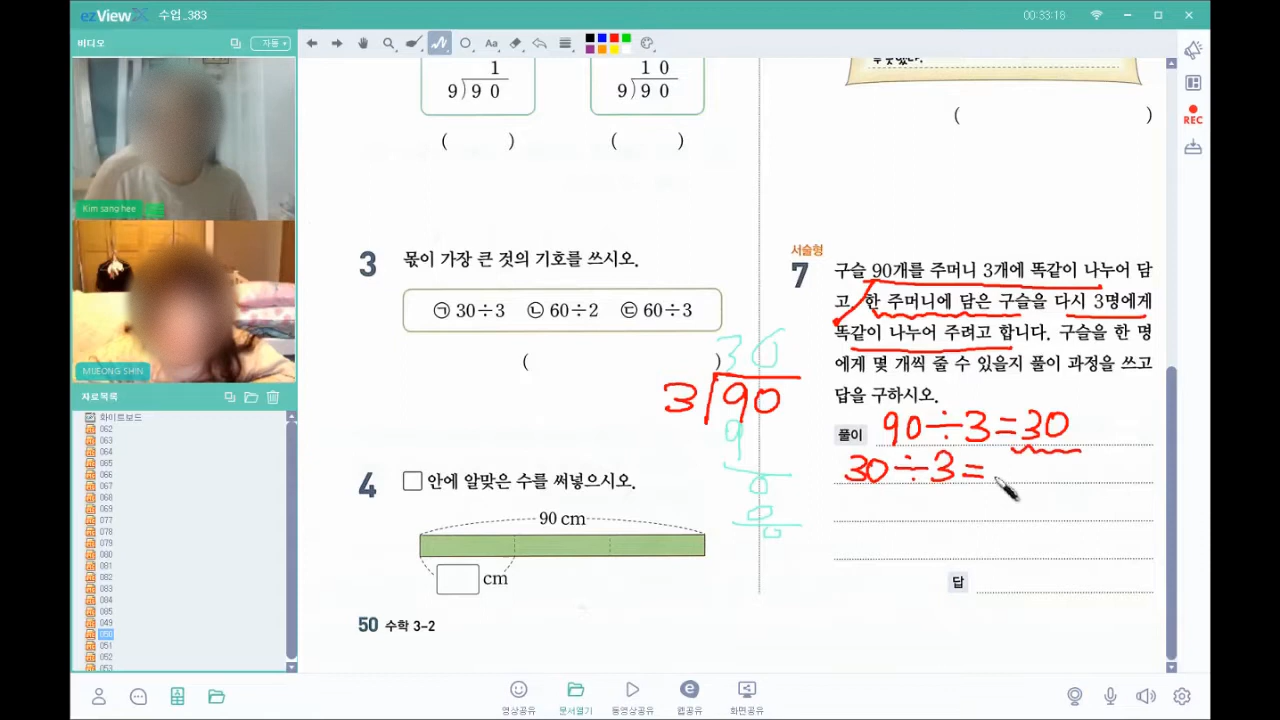 ezViewX 수업_383
00:33:18
비디오
자동
Kim sang hee
MUEONG SHIN
자료목록
화이트보드
062
063
064
065
066
067
068
069
077
078
079
080
081
082
083
084
085
049
050
051
052
053
Aa
REC
1
9)90
( )
10
9)90
( )
3 몫이 가장 큰 것의 기호를 쓰시오.
㉠ 30÷3 ㉡ 60÷2 ㉢ 60÷3
( )
30
3)90
9
0
0
0
4 □ 안에 알맞은 수를 써넣으시오.
90 cm
□ cm
50 수학 3-2
( )
서술형
7 구슬 90개를 주머니 3개에 똑같이 나누어 담
고, 한 주머니에 담은 구슬을 다시 3명에게
똑같이 나누어 주려고 합니다. 구슬을 한 명
에게 몇 개씩 줄 수 있을지 풀이 과정을 쓰고
답을 구하시오.
풀이 90÷3=30
30÷3=
답
영상공유 문서열기 동영상공유 웹공유 화면공유